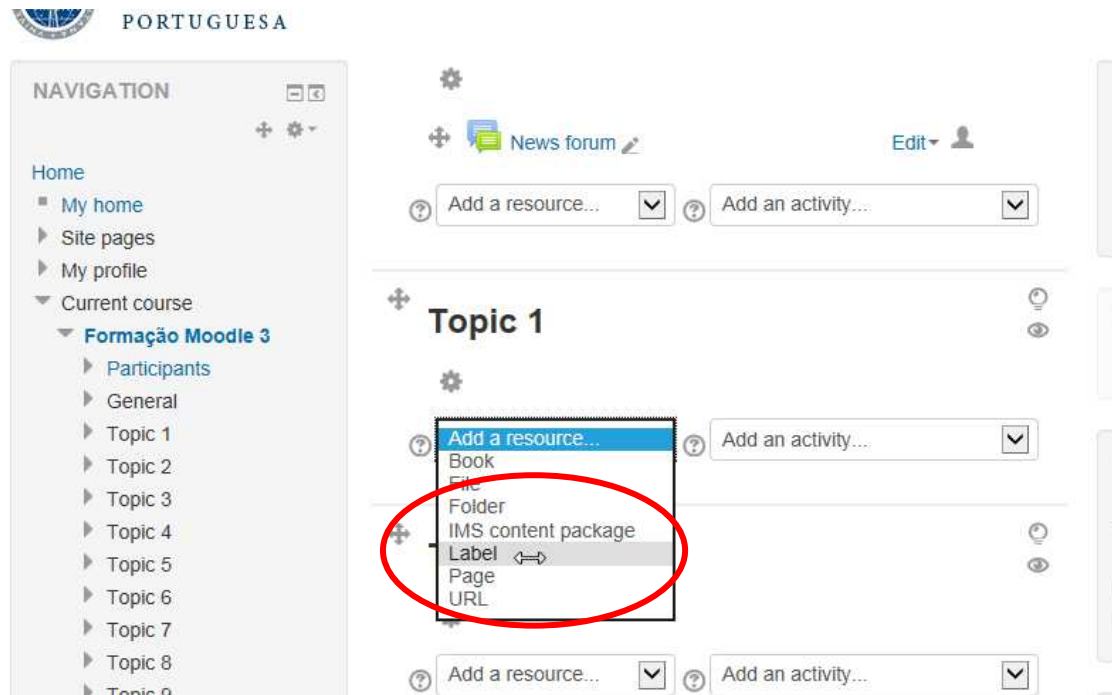 PORTUGUESA
NAVIGATION
Home
My home
Site pages
My profile
Current course
Formação Moodle 3
Participants
General
Topic 1
Topic 2
Topic 3
Topic 4
Topic 5
Topic 6
Topic 7
Topic 8
Topic 9
News forum
Edit
Add a resource...
Add an activity...
Topic 1
Add a resource...
Add an activity...
Book
File
Folder
IMS content package
Label
Page
URL
Add a resource...
Add an activity...